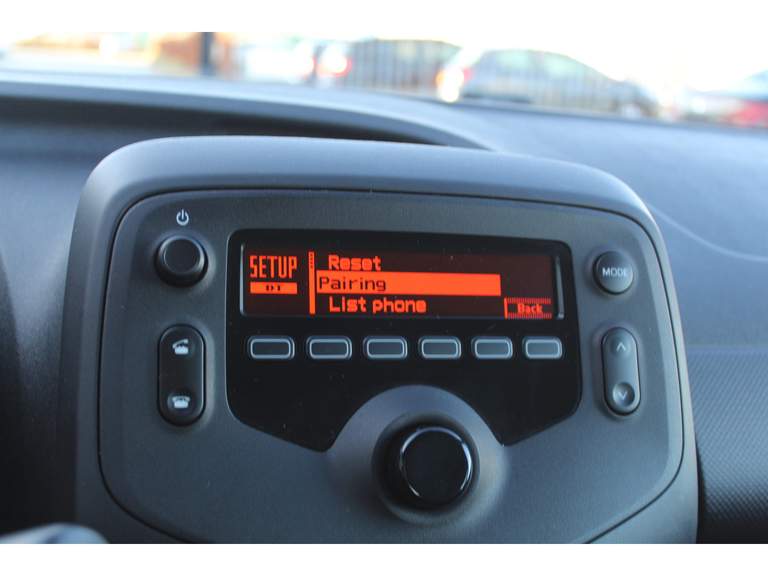 SETUP
BT
Reset
Pairing
List phone
Back
MODE